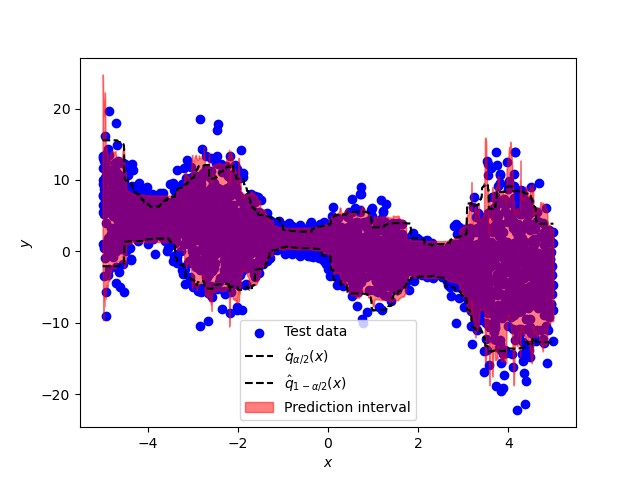 20
10
0
−10
−20
y
Test data
q̂α/2(x)
q̂1−α/2(x)
Prediction interval
−4 −2 0 2 4
x